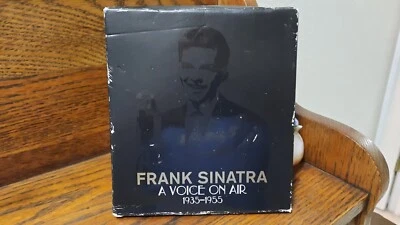 FRANK SINATRA
A VOICE ON AIR
1935-1955